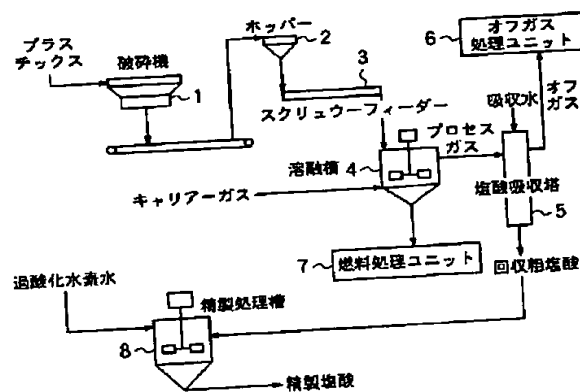 プラス
チックス
破砕機
1
ホッパー
2
3
スクリュウーフィーダー
6
オフガス
処理ユニット
吸収水
オフ
ガス
プロセス
ガス
溶融槽
4
キャリアーガス
塩酸吸収塔
5
7
燃料処理ユニット
回収粗塩酸
過酸化水素水
精製処理槽
8
精製塩酸